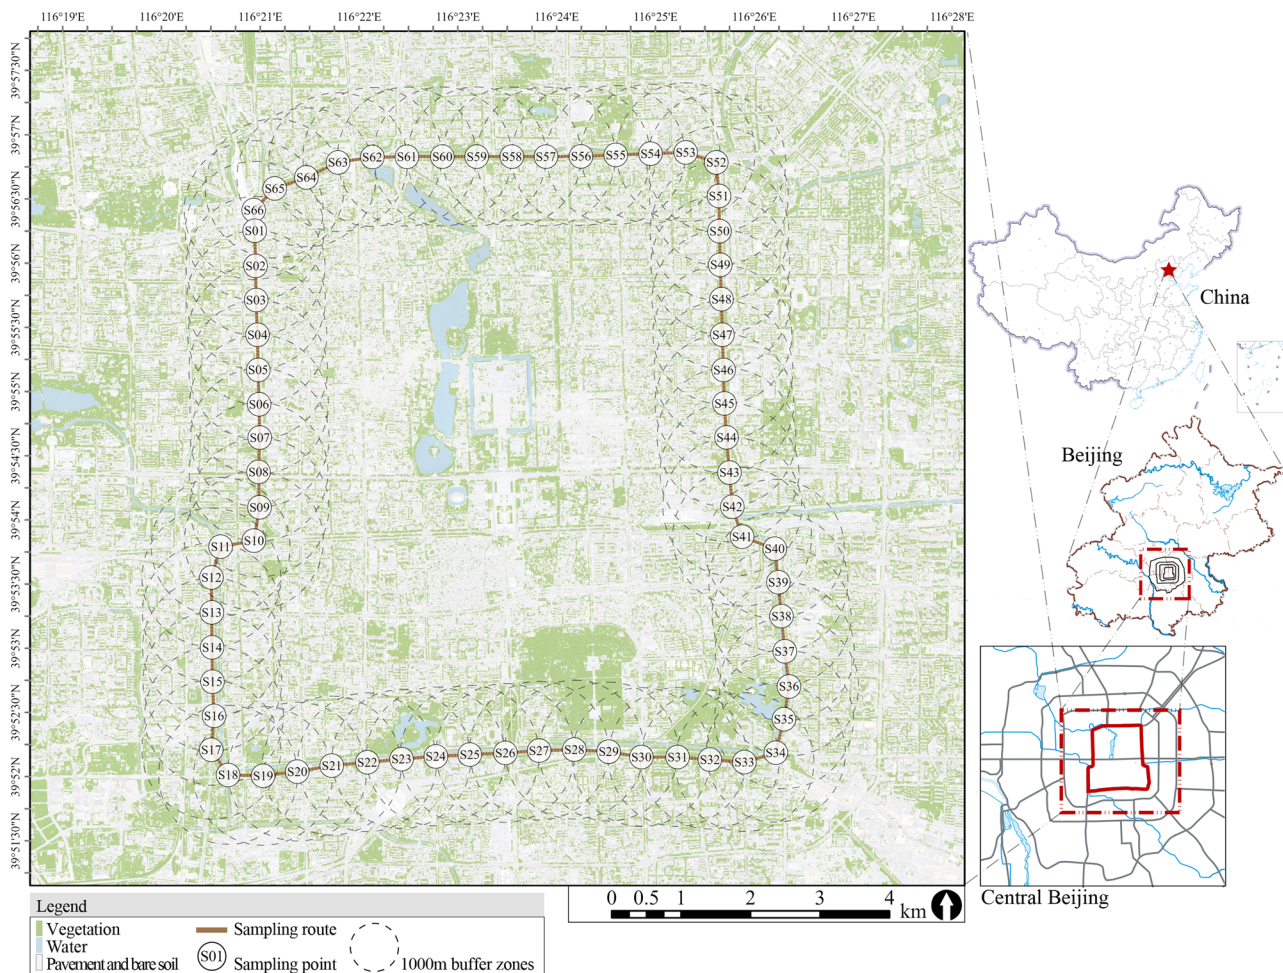 116°19'E 116°20'E 116°21'E 116°22'E 116°23'E 116°24'E 116°25'E 116°26'E 116°27'E 116°28'E
39°57'30"N
39°57'N
39°56'30"N
39°56'N
39°55'30"N
39°55'N
39°54'30"N
39°54'N
39°53'30"N
39°53'N
39°52'30"N
39°52'N
39°51'30"N
S63 S62 S61 S60 S59 S58 S57 S56 S55 S54 S53
S52
S64
S65
S51
S66
S01
S50
S02
S49
S03
S48
S04
S47
S05
S46
S06
S45
S07
S44
S08
S43
S09
S42
S10
S41
S11
S40
S12
S39
S13
S38
S14
S37
S15
S36
S16
S35
S17
S34
S18 S19 S20 S21 S22 S23 S24 S25 S26 S27 S28 S29 S30 S31 S32 S33
China
Beijing
Central Beijing
0 0.5 1 2 3 4
km
Legend
Vegetation
Water
Pavement and bare soil
Sampling route
S01
Sampling point
1000m buffer zones